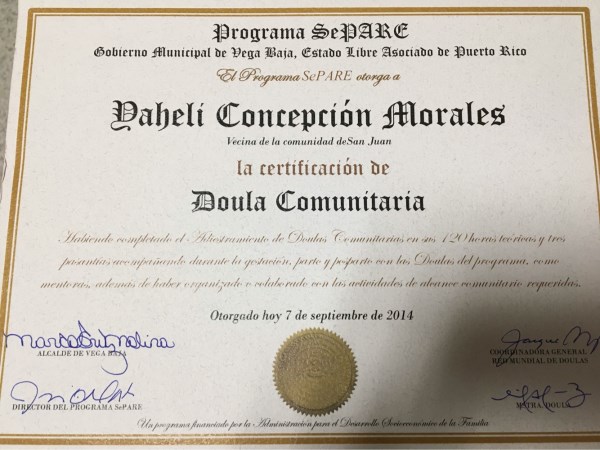 Programa SePARE
Gobierno Municipal de Vega Baja, Estado Libre Asociado de Puerto Rico
El Programa SePARE otorga a
Yahelí Concepción Morales
Vecina de la comunidad deSan Juan
la certificación de
Doula Comunitaria
Habiendo completado el Adiestramiento de Doulas Comunitarias en sus 120 horas teóricas y tres
pasantías acompañando durante la gestación, parto y posparto con las Doulas del programa, como
mentoras, ademas de haber organizado o colaborado con las actividades de alcance comunitario requeridas.
Otorgado hoy 7 de septiembre de 2014
ALCALDE DE VEGA BAJA
COORDINADORA GENERAL
RED MUNDIAL DE DOULAS
DIRECTOR DEL PROGRAMA SePARE
MTRA. DOULA
Un programa financiado por la Administración para el Desarrollo Socioeconómico de la Familia